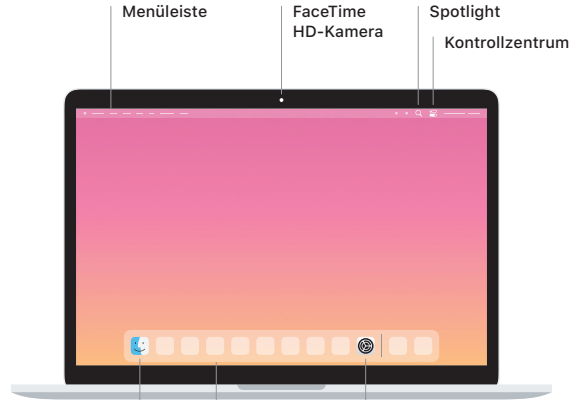 Menüleiste
FaceTime
HD-Kamera
Spotlight
Kontrollzentrum